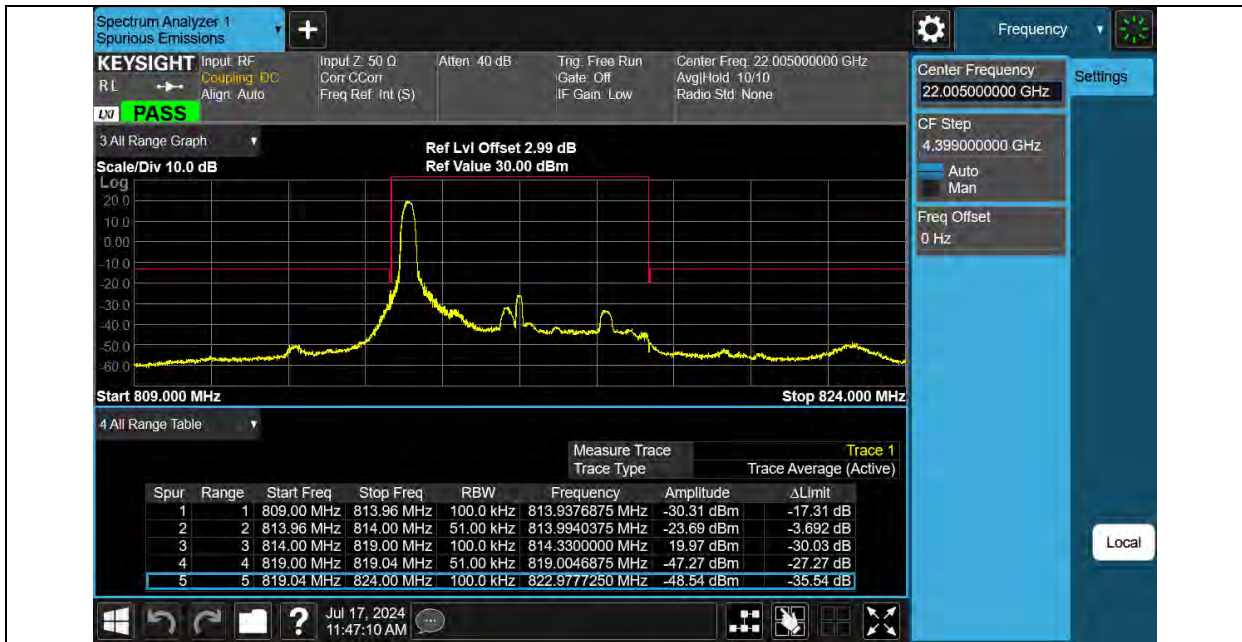 Spectrum Analyzer 1
Spurious Emissions
Frequency
KEYSIGHT Input: RF Input Z: 50 Ω Atten: 40 dB Trig: Free Run Center Freq: 22.005000000 GHz
RL Coupling: DC Corr CCorr Gate: Off Avg|Hold: 10/10
Align: Auto Freq Ref: Int (S) IF Gain: Low Radio Std: None
LXI PASS
Center Frequency
22.005000000 GHz
Settings
CF Step
4.399000000 GHz
Auto
Man
Freq Offset
0 Hz
3 All Range Graph
Ref Lvl Offset 2.99 dB
Scale/Div 10.0 dB Ref Value 30.00 dBm
Log
20.0
10.0
0.00
-10.0
-20.0
-30.0
-40.0
-50.0
-60.0
Start 809.000 MHz Stop 824.000 MHz
4 All Range Table
Measure Trace Trace 1
Trace Type Trace Average (Active)
Spur Range Start Freq Stop Freq RBW Frequency Amplitude ΔLimit
1 1 809.00 MHz 813.96 MHz 100.0 kHz 813.9376875 MHz -30.31 dBm -17.31 dB
2 2 813.96 MHz 814.00 MHz 51.00 kHz 813.9940375 MHz -23.69 dBm -3.692 dB
3 3 814.00 MHz 819.00 MHz 100.0 kHz 814.3300000 MHz 19.97 dBm -30.03 dB
4 4 819.00 MHz 819.04 MHz 51.00 kHz 819.0046875 MHz -47.27 dBm -27.27 dB
5 5 819.04 MHz 824.00 MHz 100.0 kHz 822.9777250 MHz -48.54 dBm -35.54 dB
Local
? Jul 17, 2024
11:47:10 AM